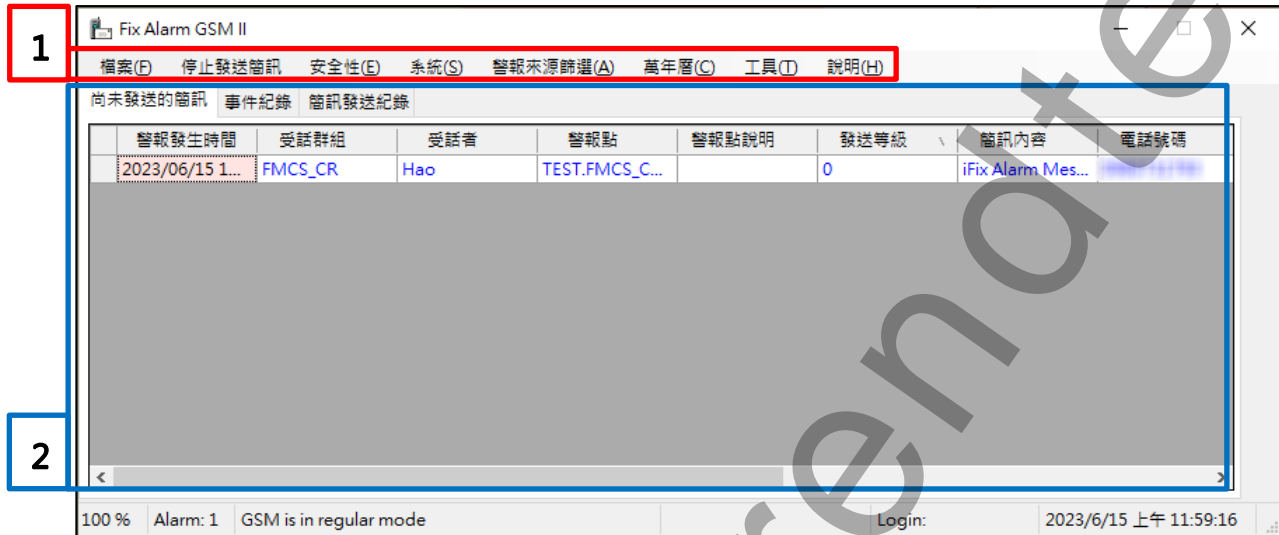 1
Fix Alarm GSM II
檔案(F) 停止發送簡訊 安全性(E) 系統(S) 警報來源篩選(A) 萬年曆(C) 工具(T) 說明(H)
尚未發送的簡訊 事件紀錄 簡訊發送紀錄
警報發生時間 受話群組 受話者 警報點 警報點說明 發送等級 簡訊內容 電話號碼
2023/06/15 1... FMCS_CR Hao TEST.FMCS_C... 0 iFix Alarm Mes...
2
100 % Alarm: 1 GSM is in regular mode Login: 2023/6/15 上午 11:59:16